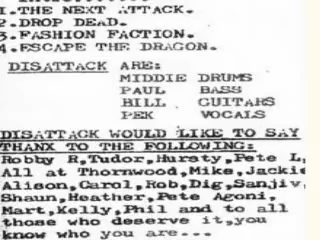 1.THE NEXT ATTACK.
2.DROP DEAD.
3.FASHION FACTION.
4.ESCAPE THE DRAGON.
DISATTACK ARE:
MIDDIE DRUMS
PAUL BASS
BILL GUITARS
PEK VOCALS
DISATTACK WOULD LIKE TO SAY
THANX TO THE FOLLOWING:
Robby R,Tudor,Hursty,Pete L,
All at Thornwood,Mike,Jackie
Alison,Carol,Rob,Dig,Sanjiv,
Shaun,Heather,Pete Agoni,
Mart,Kelly,Phil and to all
those who deserve it,you
know who you are---